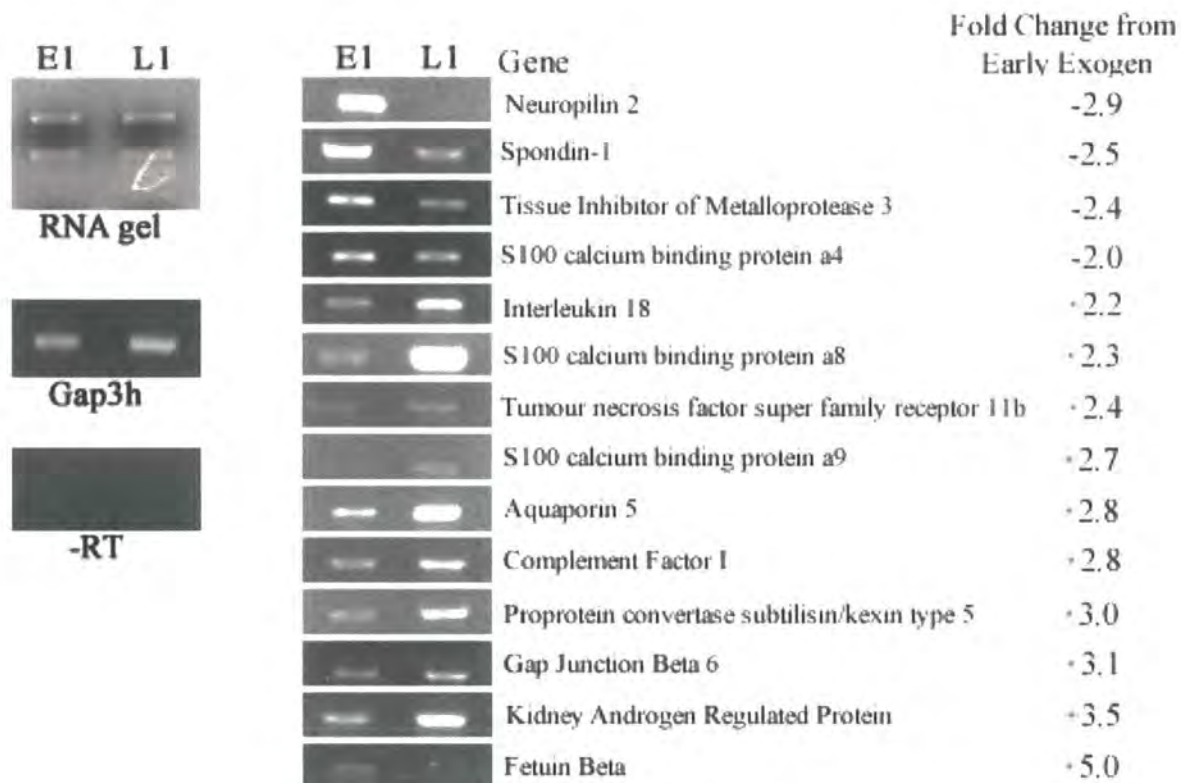 Fold Change from
Early Exogen
E1 L1
E1 L1 Gene
Neuropilin 2 -2.9
Spondin-1 -2.5
Tissue Inhibitor of Metalloprotease 3 -2.4
S100 calcium binding protein a4 -2.0
Interleukin 18 +2.2
S100 calcium binding protein a8 +2.3
Tumour necrosis factor super family receptor 11b +2.4
S100 calcium binding protein a9 +2.7
Aquaporin 5 +2.8
Complement Factor I +2.8
Proprotein convertase subtilisin/kexin type 5 +3.0
Gap Junction Beta 6 +3.1
Kidney Androgen Regulated Protein +3.5
Fetuin Beta +5.0
RNA gel
Gap3h
-RT